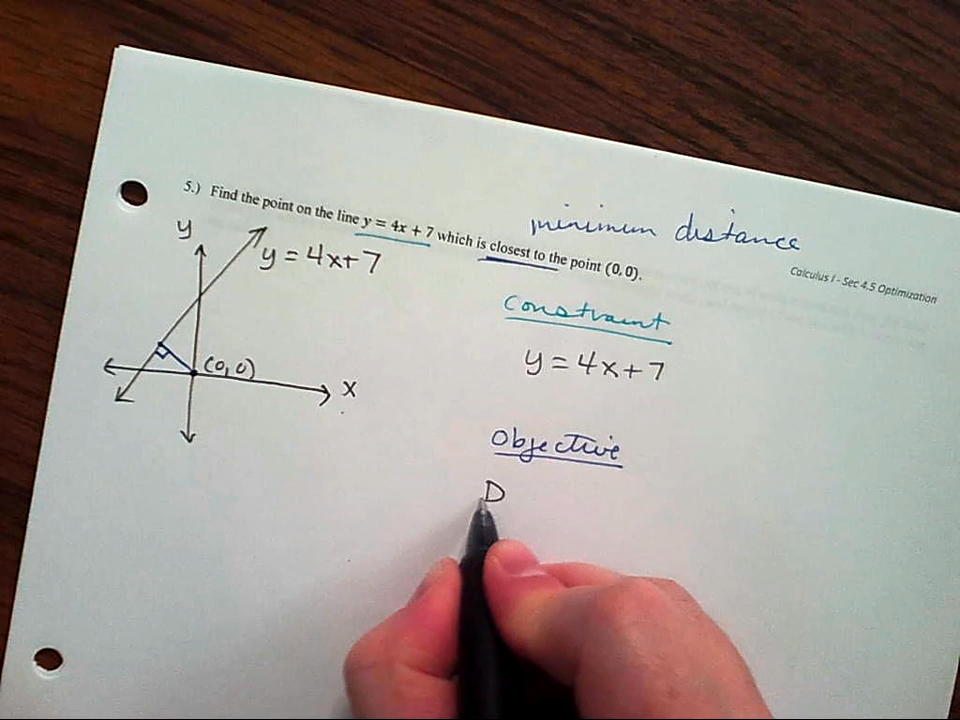 minimum distance
5.) Find the point on the line y = 4x + 7 which is closest to the point (0, 0).
Calculus I - Sec 4.5 Optimization
y
y = 4x+7
(0,0)
x
Constraint
y = 4x+7
Objective
D